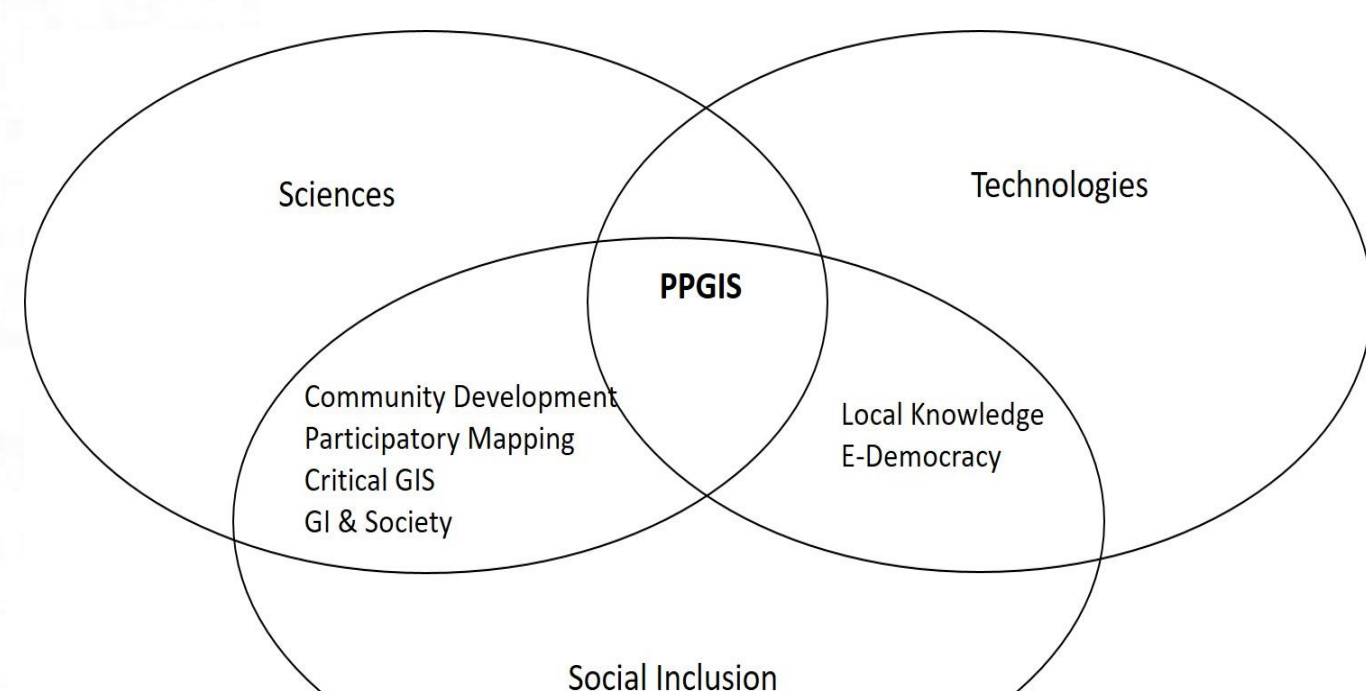 Sciences
Technologies
PPGIS
Community Development
Participatory Mapping
Critical GIS
GI & Society
Local Knowledge
E-Democracy
Social Inclusion